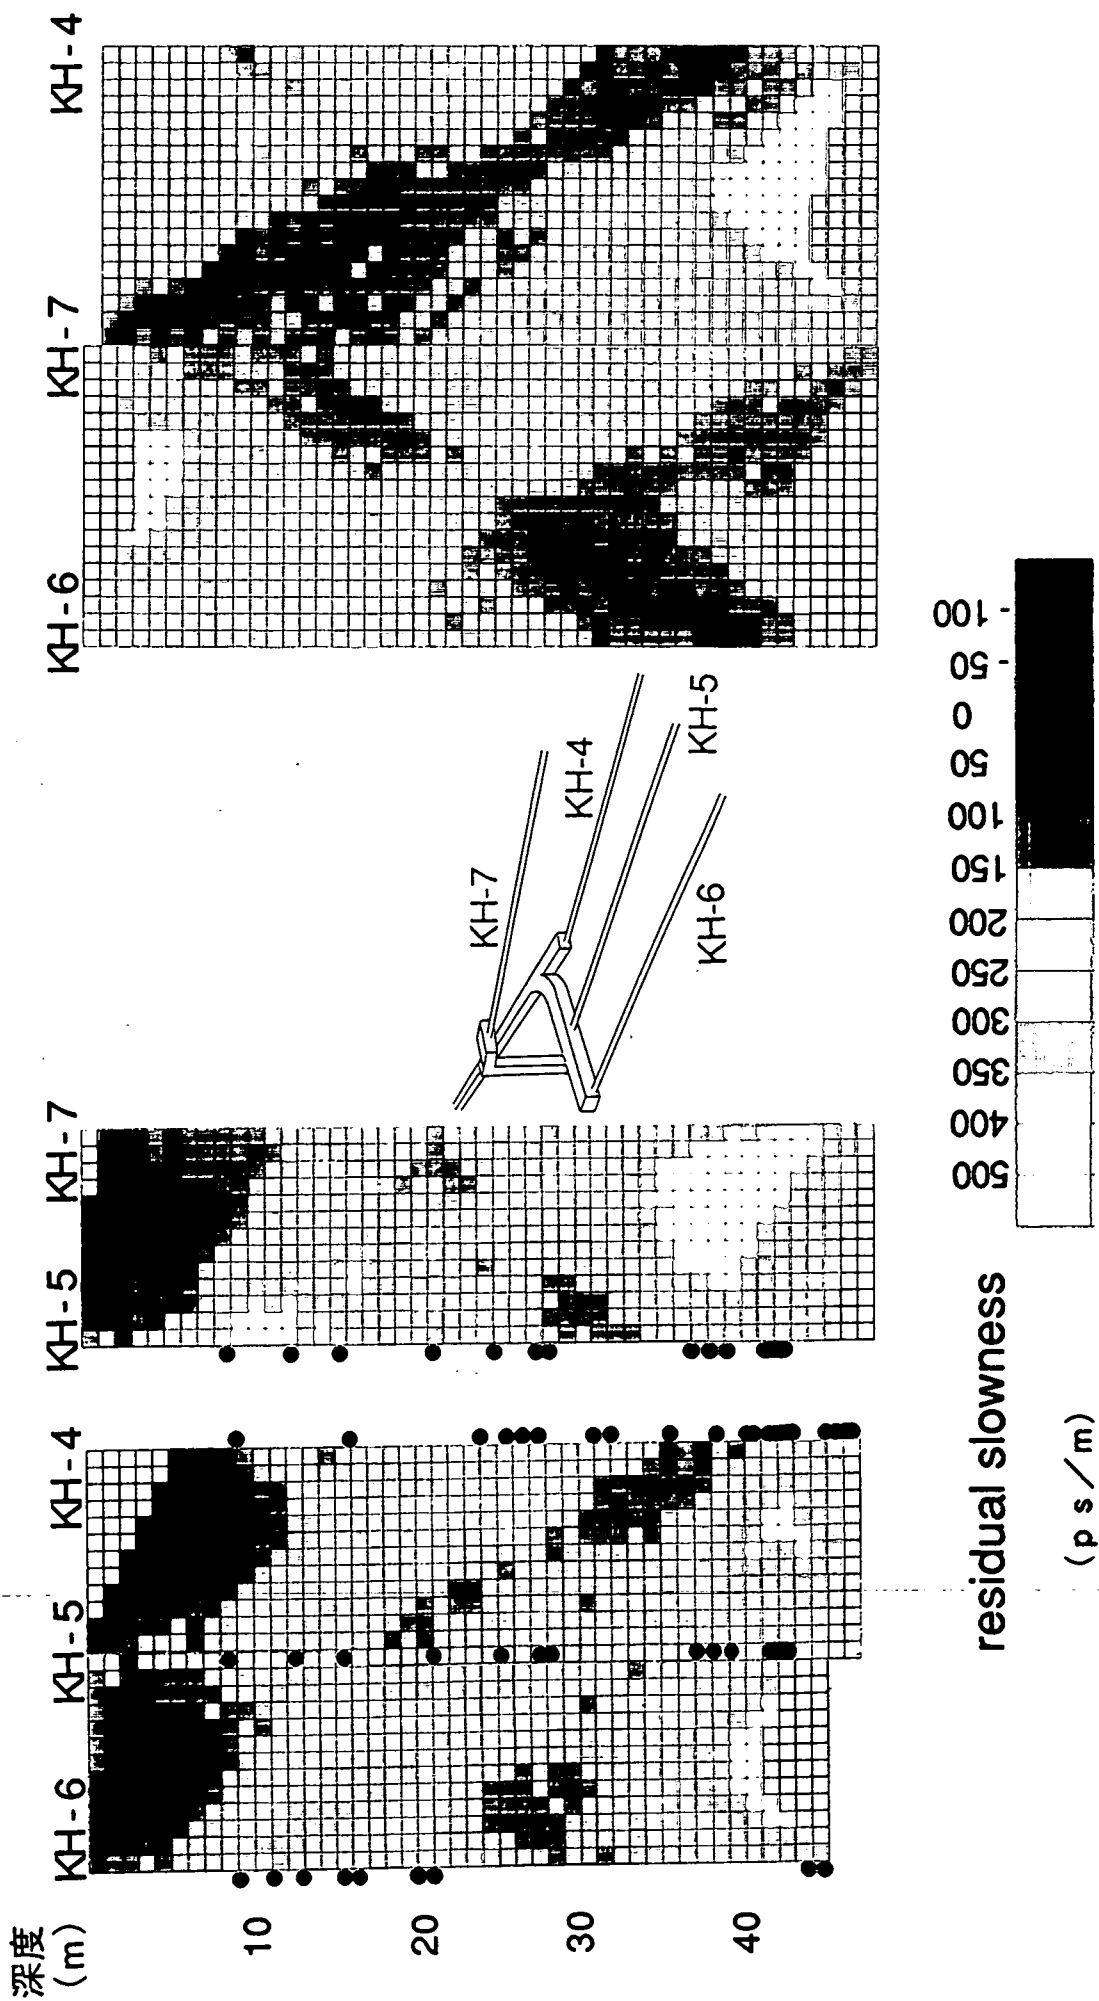 深度
(m)
KH-6 KH-5 KH-4
KH-5 KH-7
KH-6 KH-7 KH-4
10
20
30
40
KH-7
KH-4
KH-5
KH-6
residual slowness
(ps/m)
500 400 350 300 250 200 150 100 50 0 -50 -100